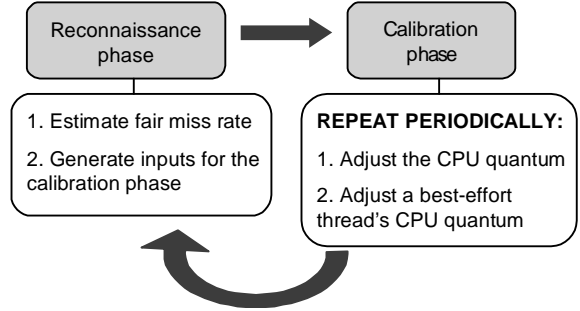 Reconnaissance
phase
Calibration
phase
1. Estimate fair miss rate
2. Generate inputs for the
calibration phase
REPEAT PERIODICALLY:
1. Adjust the CPU quantum
2. Adjust a best-effort
thread's CPU quantum